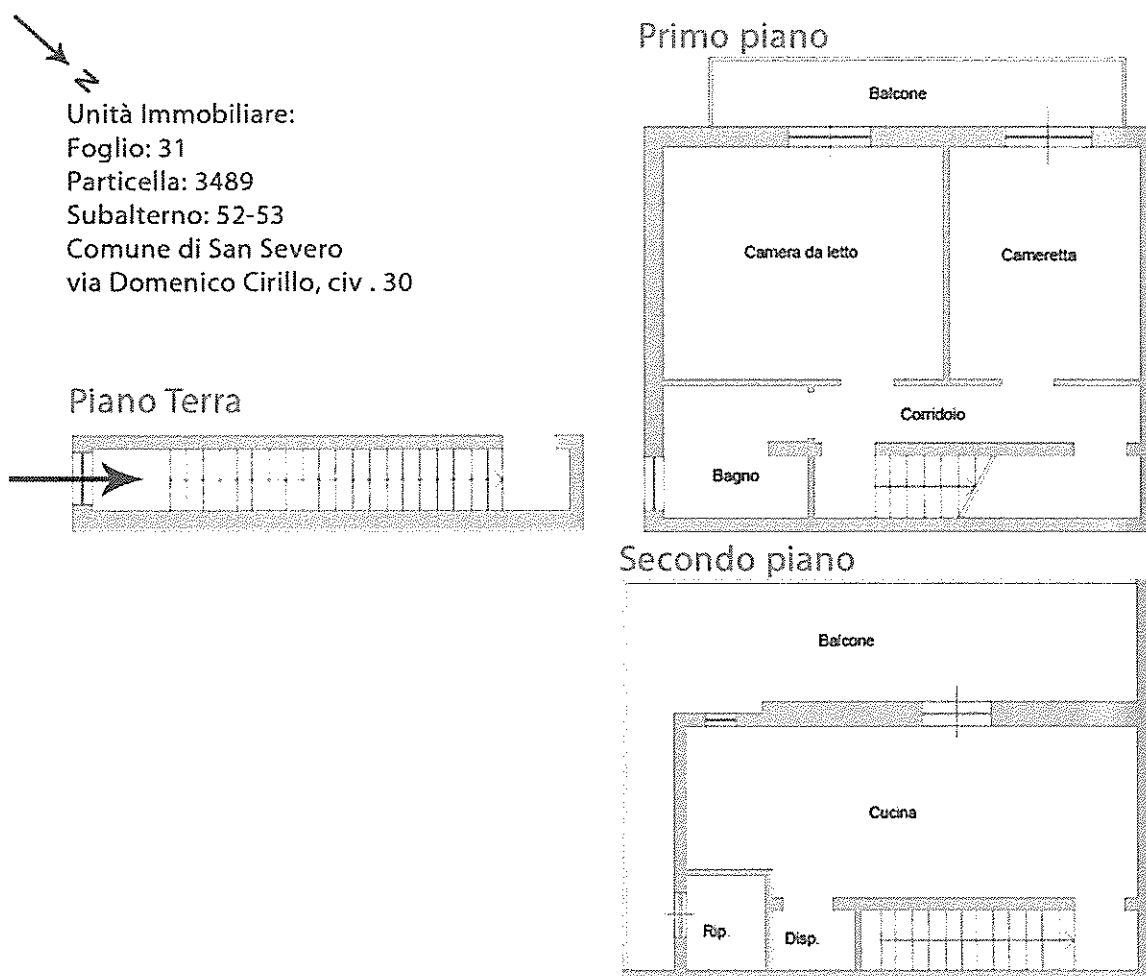 N
Unità Immobiliare:
Foglio: 31
Particella: 3489
Subalterno: 52-53
Comune di San Severo
via Domenico Cirillo, civ . 30
Piano Terra
Primo piano
Balcone
Camera da letto
Cameretta
Corridoio
Bagno
Secondo piano
Balcone
Cucina
Rip.
Disp.